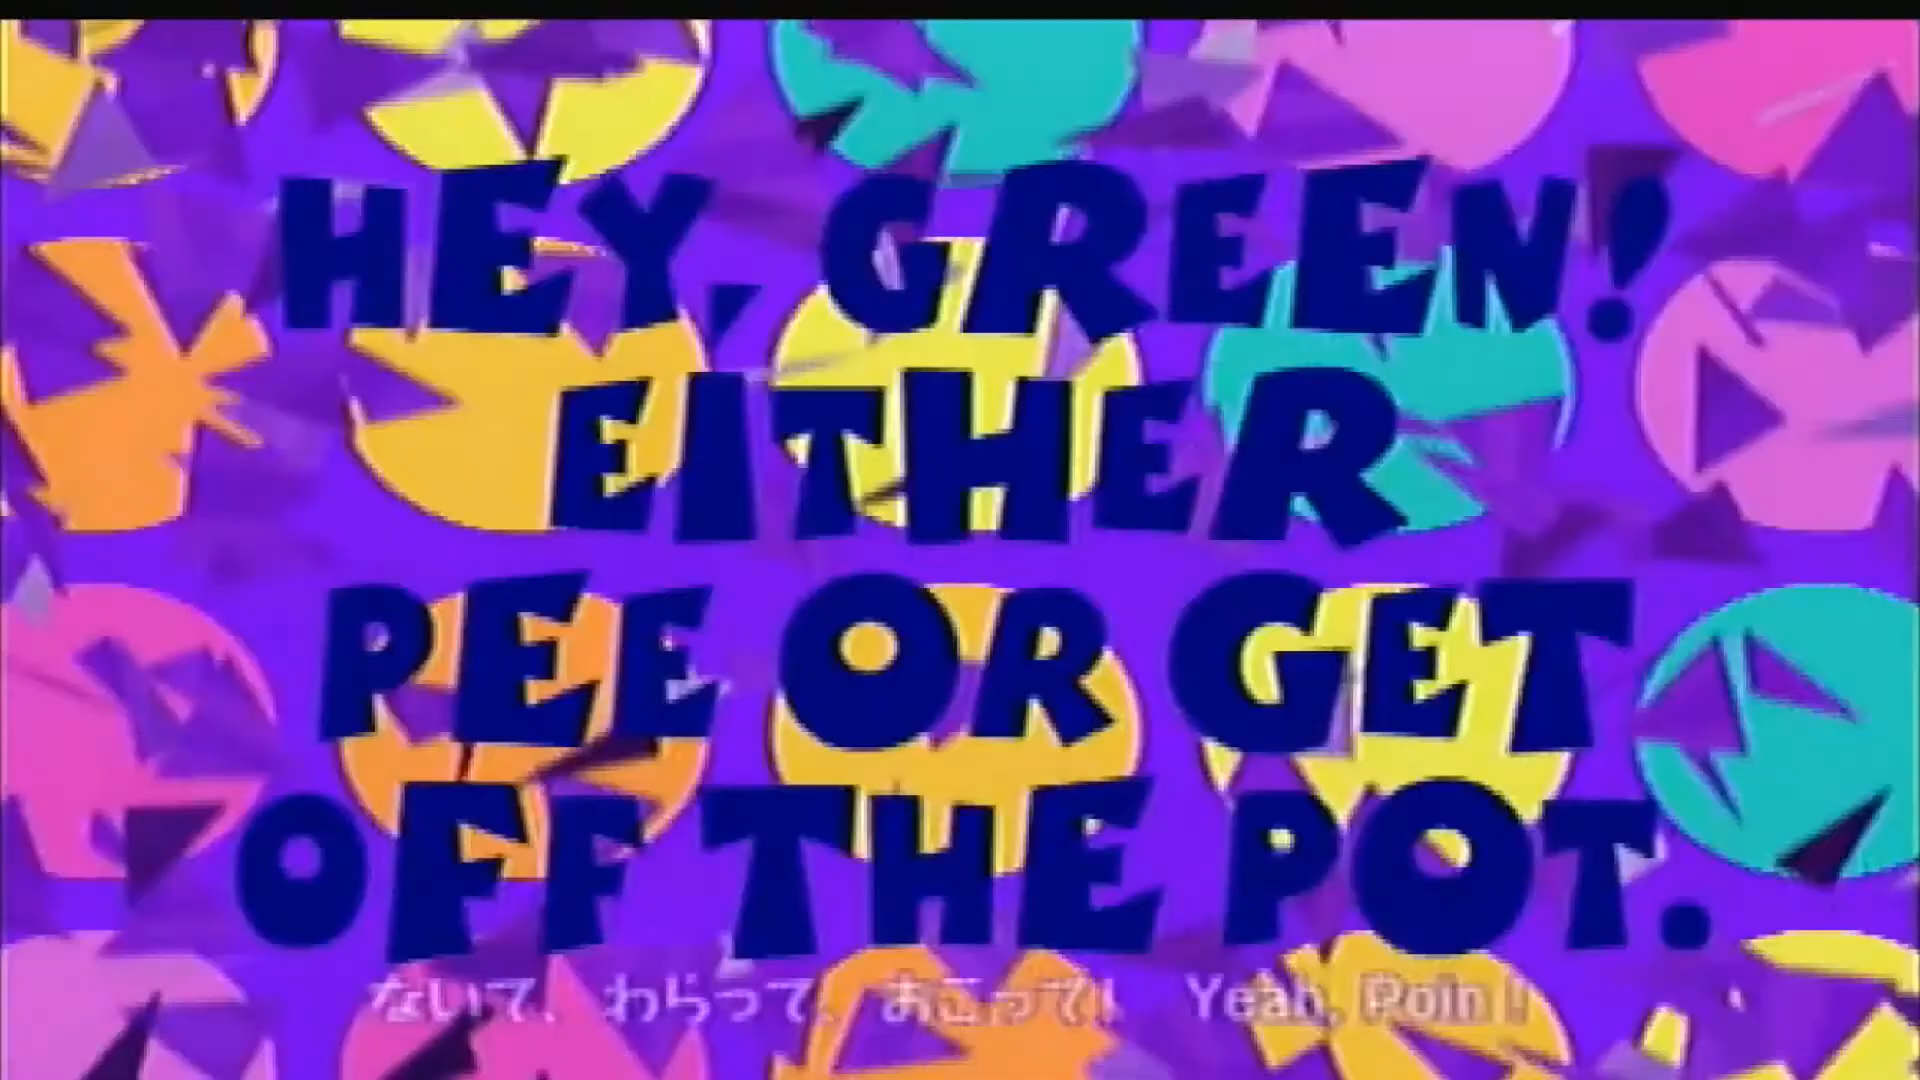 HEY, GREEN!
EITHER
PEE OR GET
OFF THE POT.
ないて、わらって、おこって! Yeah, Poin!